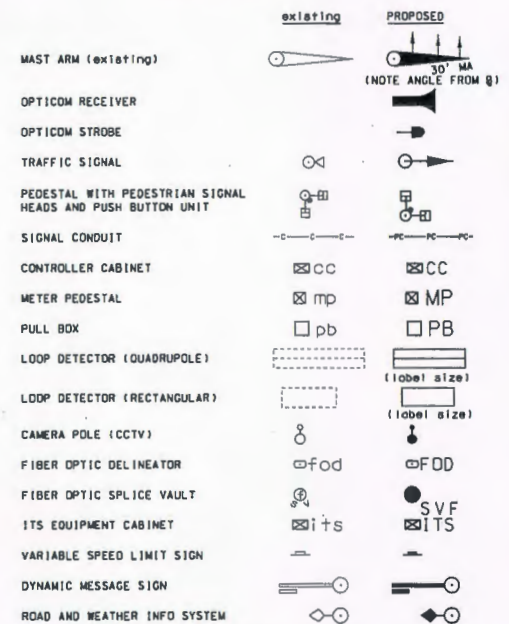 existing PROPOSED
MAST ARM (existing)
30' MA
(NOTE ANGLE FROM ℄)
OPTICOM RECEIVER
OPTICOM STROBE
TRAFFIC SIGNAL
PEDESTAL WITH PEDESTRIAN SIGNAL
HEADS AND PUSH BUTTON UNIT
SIGNAL CONDUIT -C-C-C- -PC-PC-PC-
CONTROLLER CABINET cc CC
METER PEDESTAL mp MP
PULL BOX pb PB
LOOP DETECTOR (QUADRUPOLE)
(label size)
LOOP DETECTOR (RECTANGULAR)
(label size)
CAMERA POLE (CCTV)
FIBER OPTIC DELINEATOR fod FOD
FIBER OPTIC SPLICE VAULT
SVF
ITS EQUIPMENT CABINET its ITS
VARIABLE SPEED LIMIT SIGN
DYNAMIC MESSAGE SIGN
ROAD AND WEATHER INFO SYSTEM